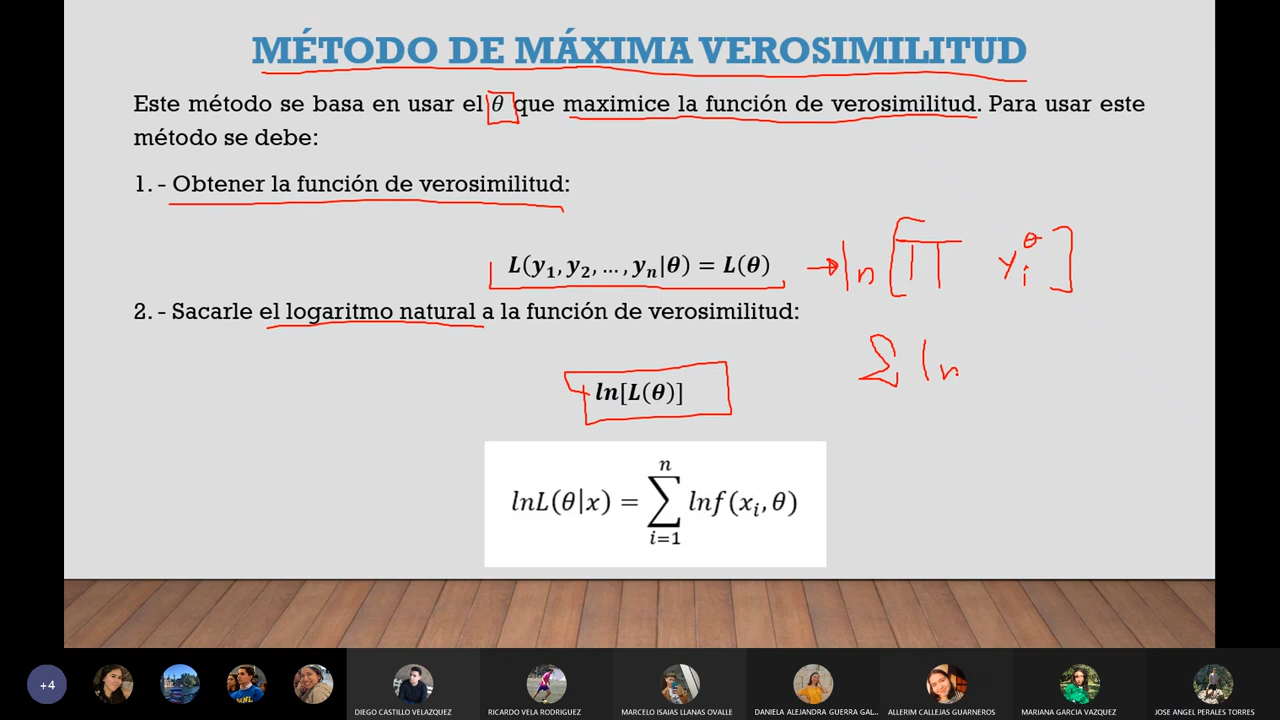 MÉTODO DE MÁXIMA VEROSIMILITUD
Este método se basa en usar el θ que maximice la función de verosimilitud. Para usar este
método se debe:
1. - Obtener la función de verosimilitud:
L(y₁, y₂, ..., yₙ|θ) = L(θ) → ln[∏ yᵢ^θ]
2. - Sacarle el logaritmo natural a la función de verosimilitud:
Σ ln
ln[L(θ)]
lnL(θ|x) = ∑ᵢ₌₁ⁿ lnf(xᵢ, θ)
+4
DIEGO CASTILLO VELAZQUEZ
RICARDO VELA RODRIGUEZ
MARCELO ISAIAS LLANAS OVALLE
DANIELA ALEJANDRA GUERRA GAL...
ALLERIM CALLEJAS GUARNEROS
MARIANA GARCIA VAZQUEZ
JOSE ANGEL PERALES TORRES